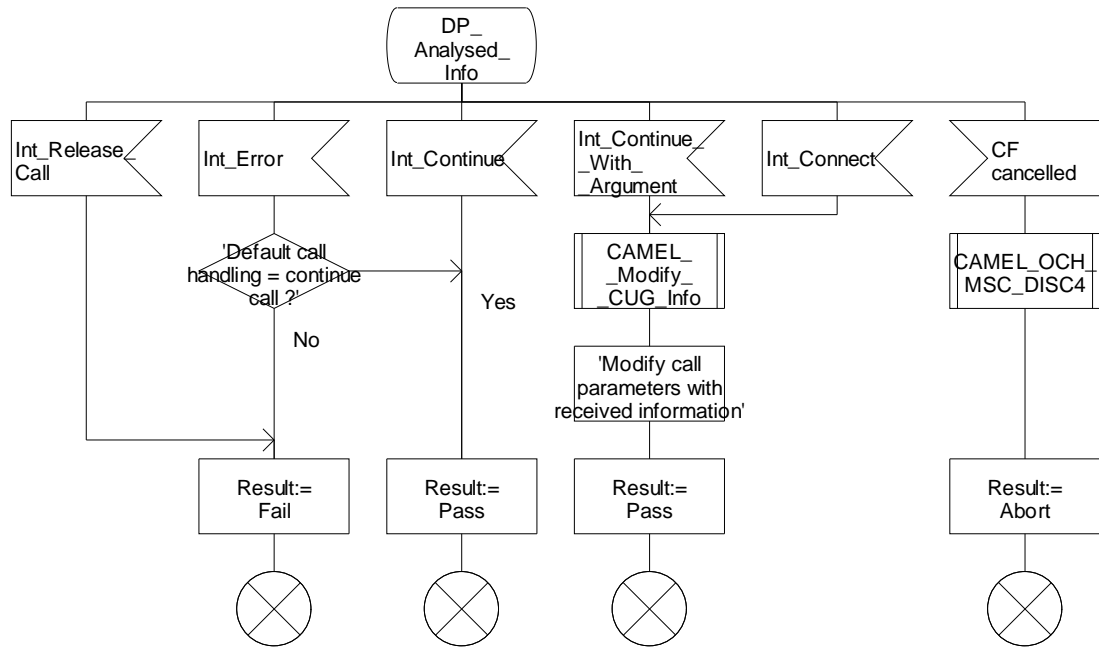 DP_
Analysed_
Info
Int_Release_
Call
Int_Error
Int_Continue
Int_Continue_
_With_
_Argument
Int_Connect
CF
cancelled
'Default call
handling = continue
call ?'
Yes
No
CAMEL_
_Modify_
_CUG_Info
CAMEL_OCH_
MSC_DISC4
'Modify call
parameters with
received information'
Result:=
Fail
Result:=
Pass
Result:=
Pass
Result:=
Abort